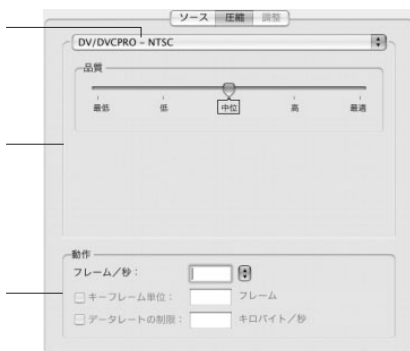 ソース 圧縮 調整
DV/DVCPRO - NTSC
品質
最低 低 中位 高 最適
動作
フレーム/秒：
キーフレーム単位： フレーム
データレートの制限： キロバイト/秒